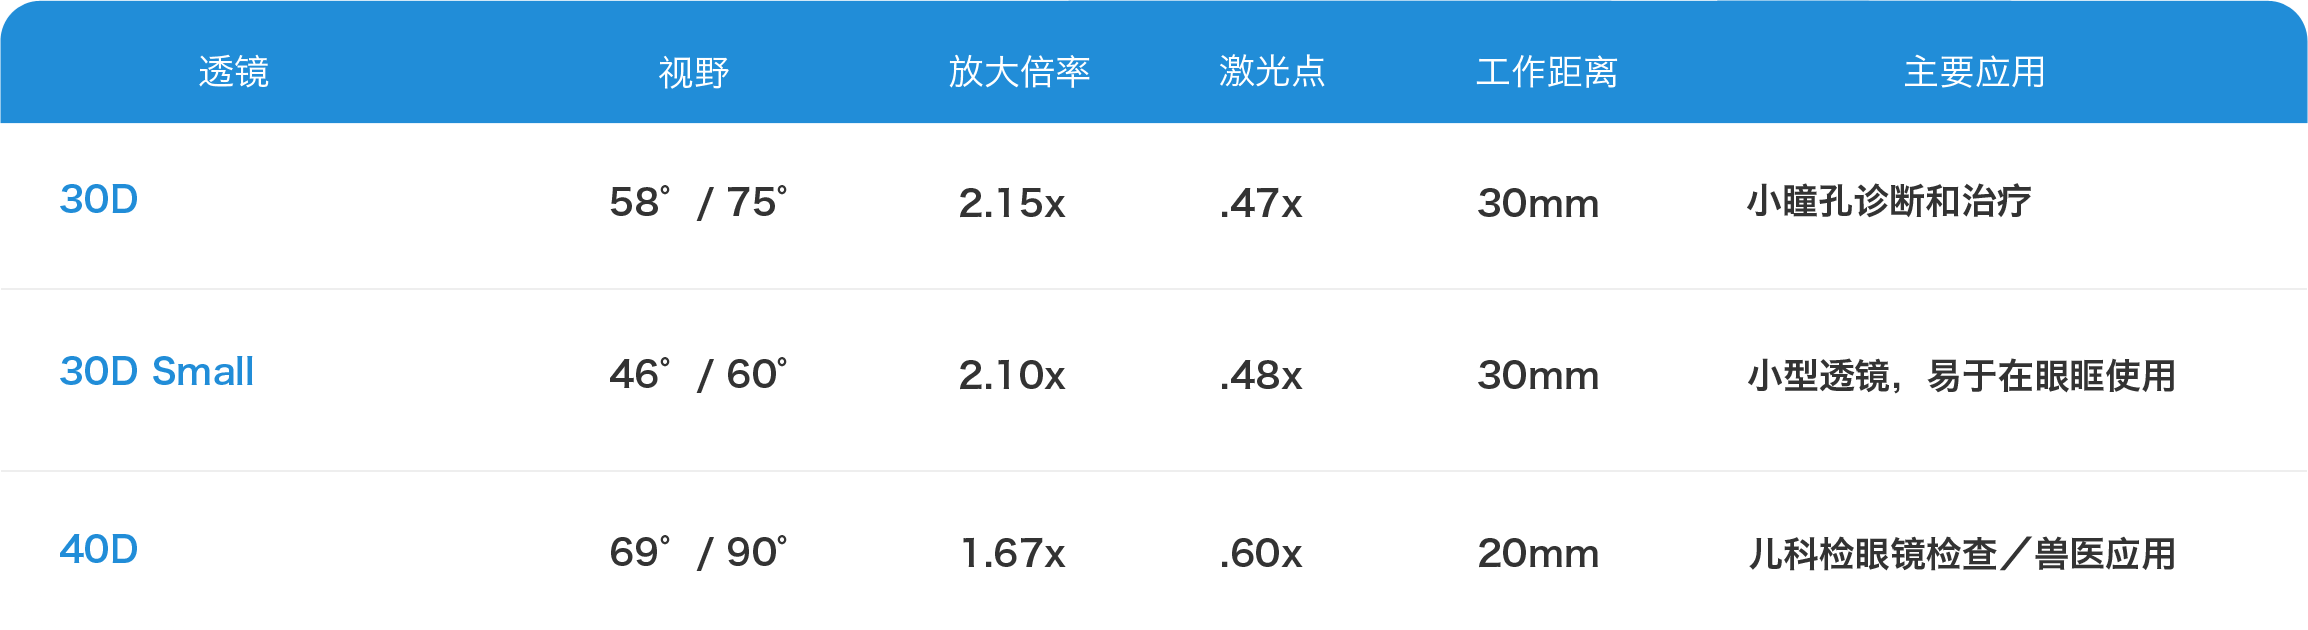 透镜 视野 放大倍率 激光点 工作距离 主要应用
30D 58° / 75° 2.15x .47x 30mm 小瞳孔诊断和治疗
30D Small 46° / 60° 2.10x .48x 30mm 小型透镜，易于在眼眶使用
40D 69° / 90° 1.67x .60x 20mm 儿科检眼镜检查／兽医应用